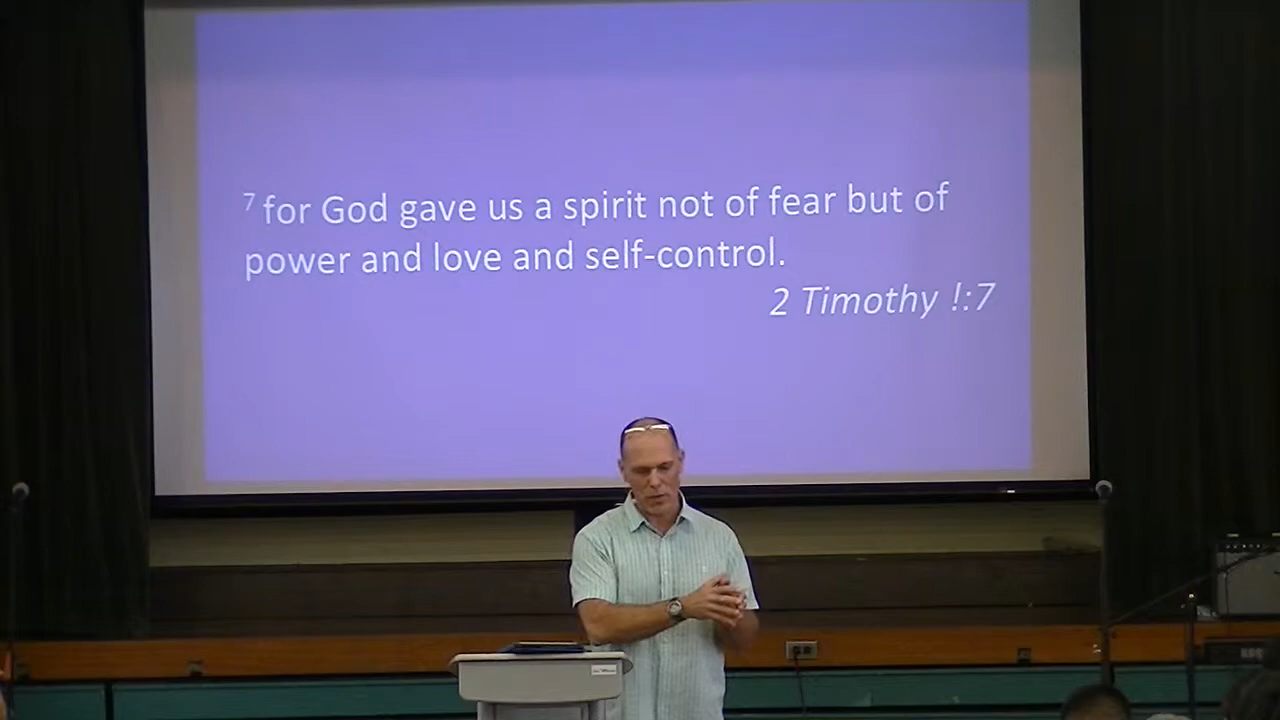 7 for God gave us a spirit not of fear but of
power and love and self-control.
2 Timothy !:7